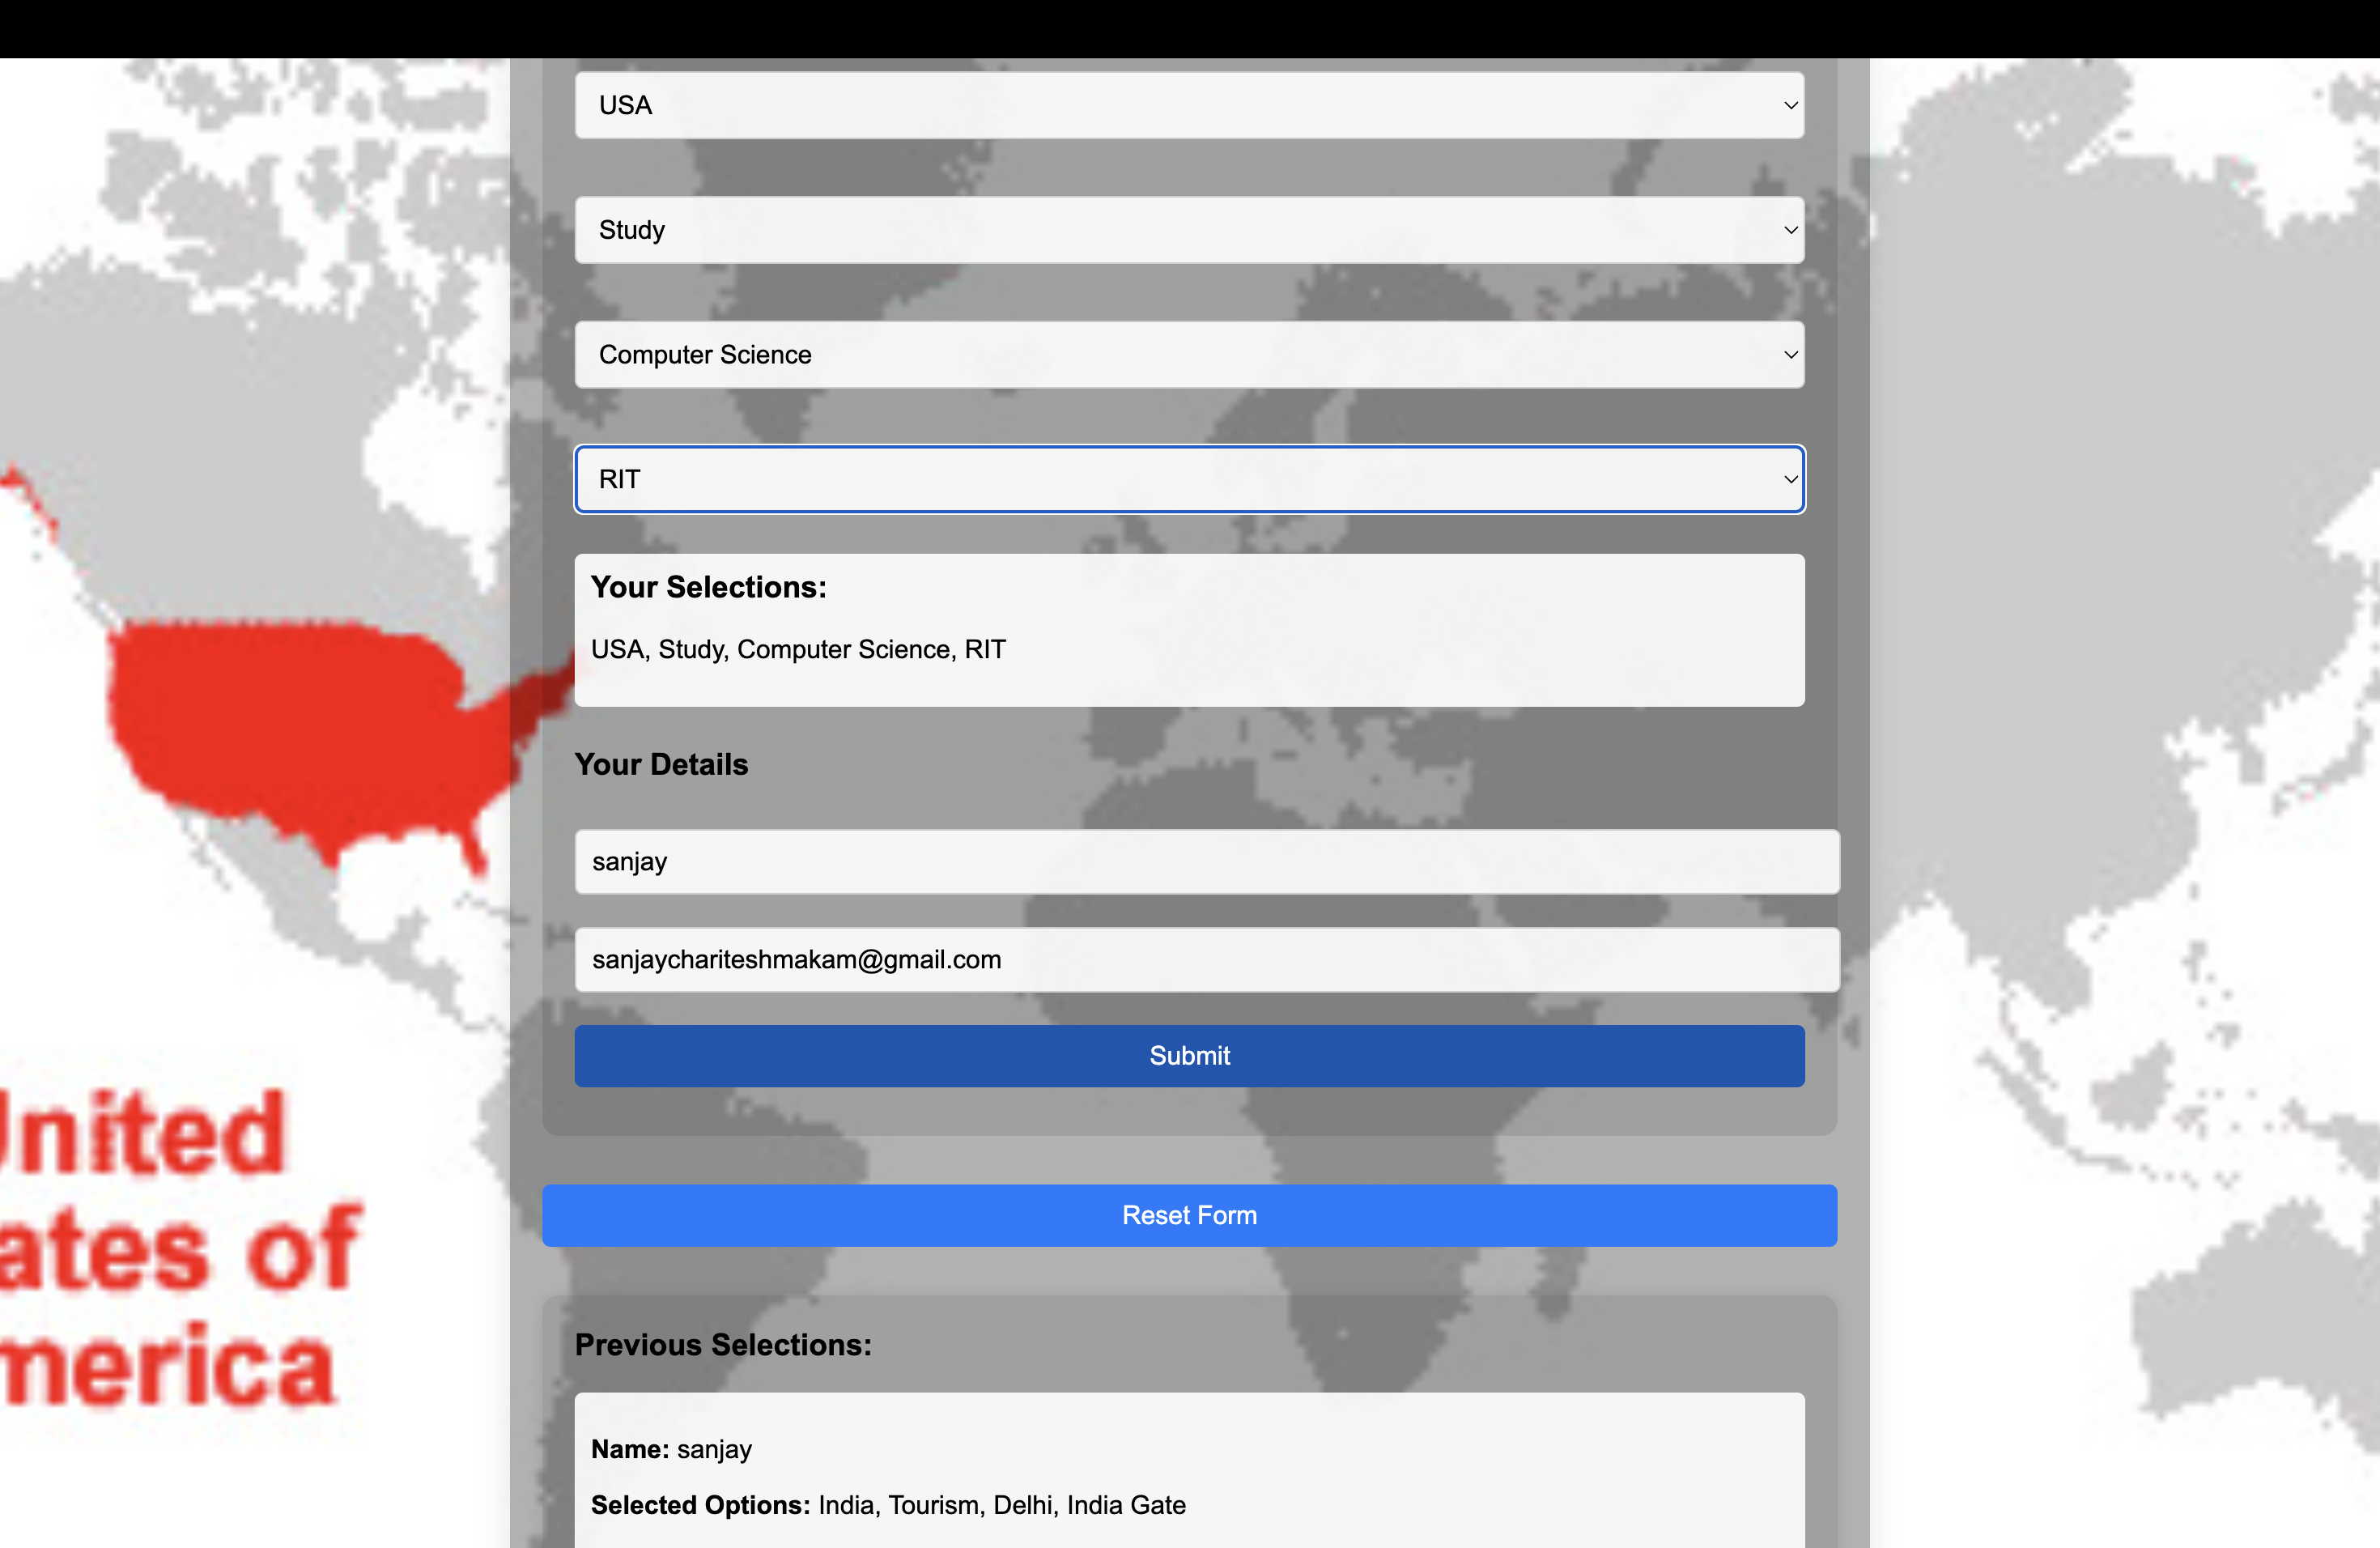 USA
Study
Computer Science
RIT
Your Selections:
USA, Study, Computer Science, RIT
Your Details
sanjay
sanjaychariteshmakam@gmail.com
Submit
United
ates of
merica
Reset Form
Previous Selections:
Name: sanjay
Selected Options: India, Tourism, Delhi, India Gate